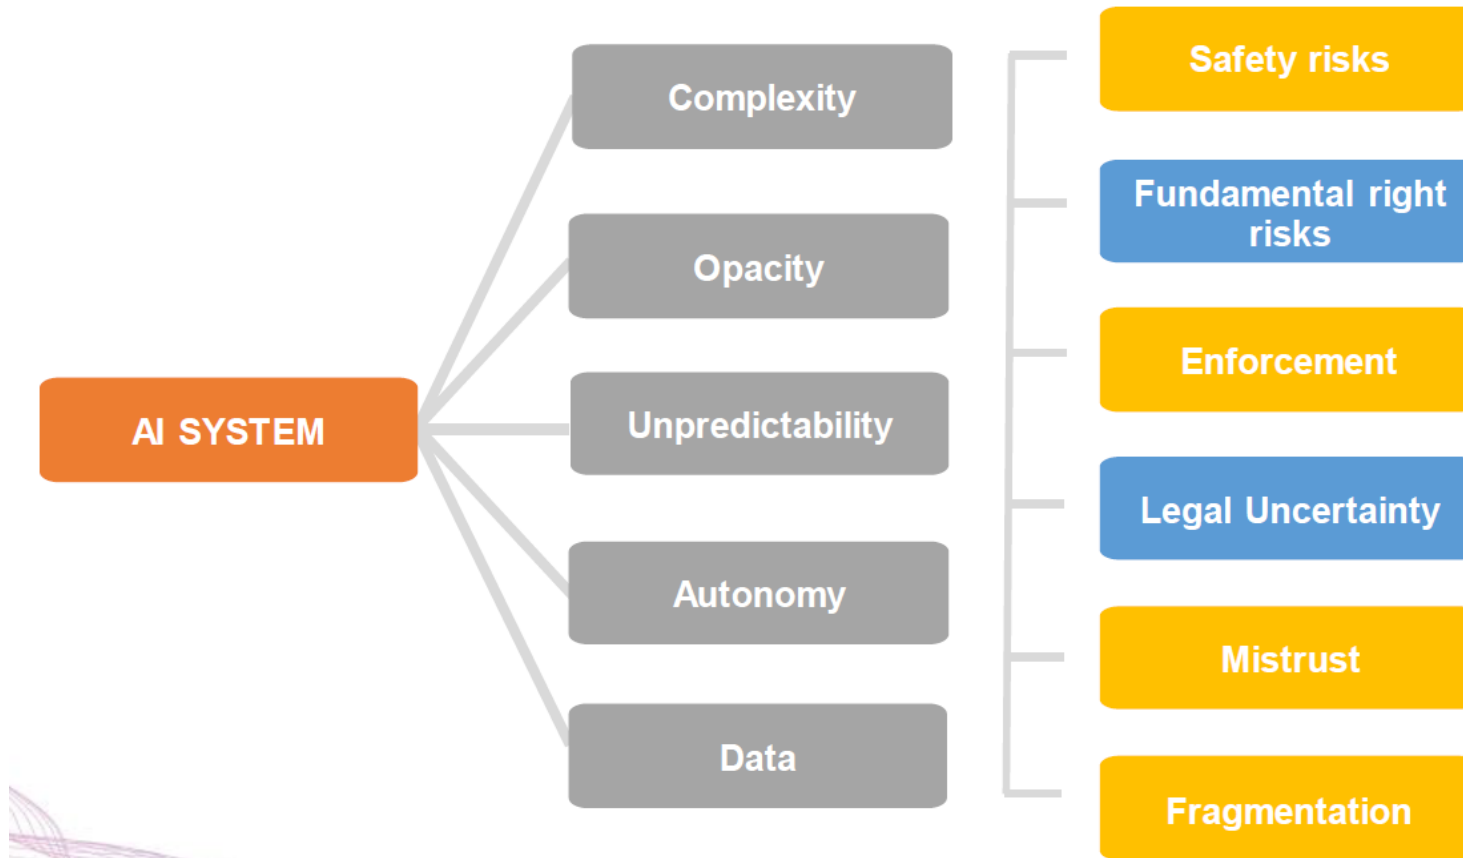 AI SYSTEM
Complexity
Opacity
Unpredictability
Autonomy
Data
Safety risks
Fundamental right
risks
Enforcement
Legal Uncertainty
Mistrust
Fragmentation